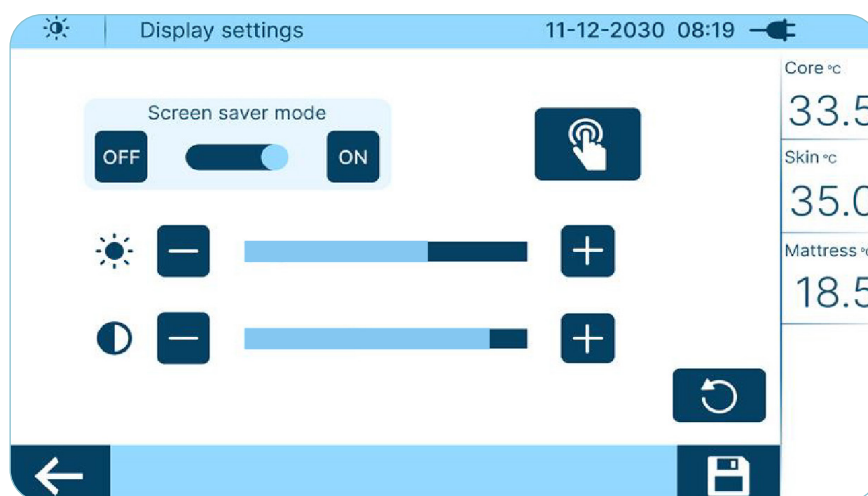 Display settings
11-12-2030 08:19
Core °C
33.5
Screen saver mode
OFF
ON
Skin °C
35.0
Mattress °C
18.5